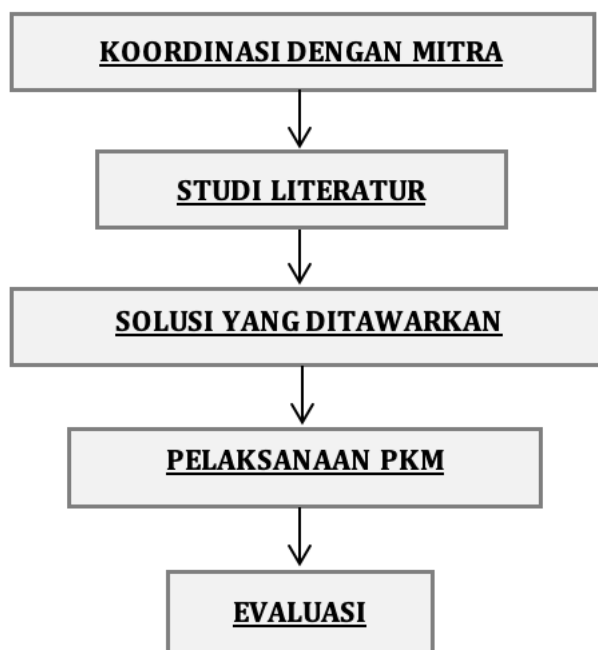 KOORDINASI DENGAN MITRA
STUDI LITERATUR
SOLUSI YANG DITAWARKAN
PELAKSANAAN PKM
EVALUASI